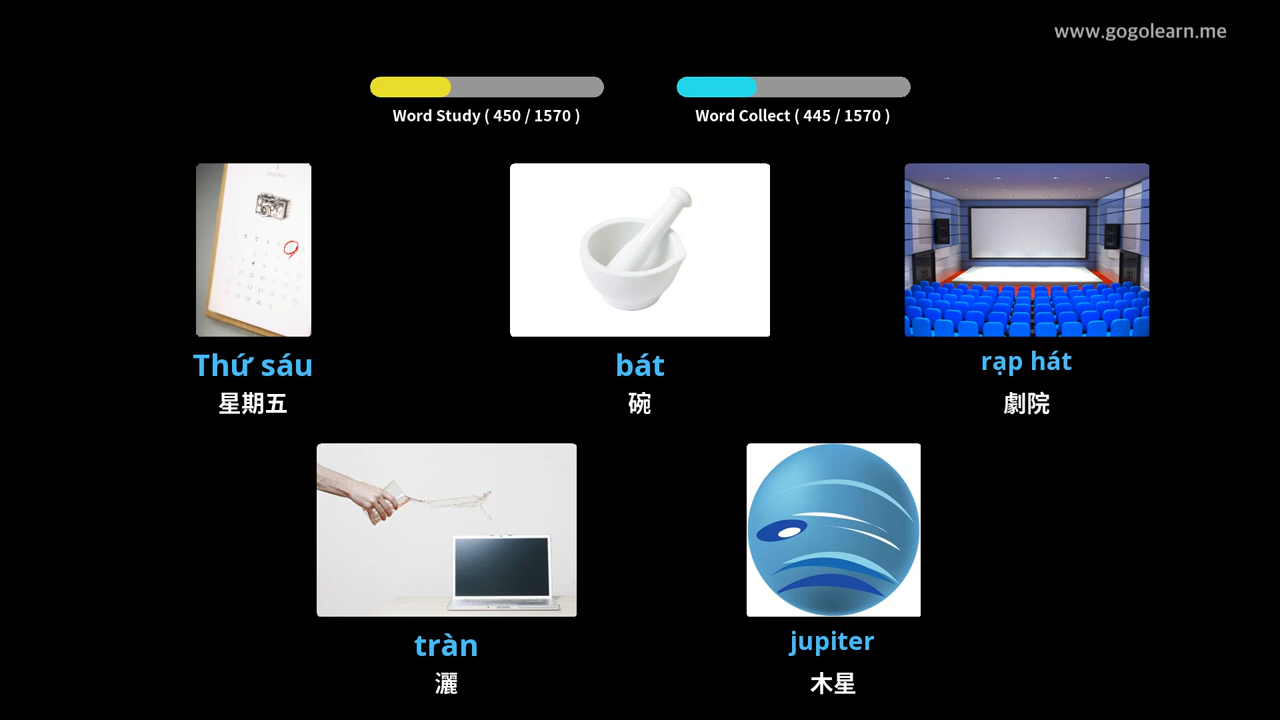 www.gogolearn.me
Word Study ( 450 / 1570 )
Word Collect ( 445 / 1570 )
Thứ sáu
星期五
bát
碗
rạp hát
劇院
tràn
灑
jupiter
木星